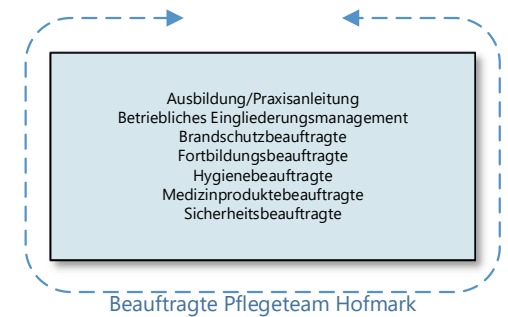 Ausbildung/Praxisanleitung
Betriebliches Eingliederungsmanagement
Brandschutzbeauftragte
Fortbildungsbeauftragte
Hygienebeauftragte
Medizinproduktebeauftragte
Sicherheitsbeauftragte
Beauftragte Pflegeteam Hofmark